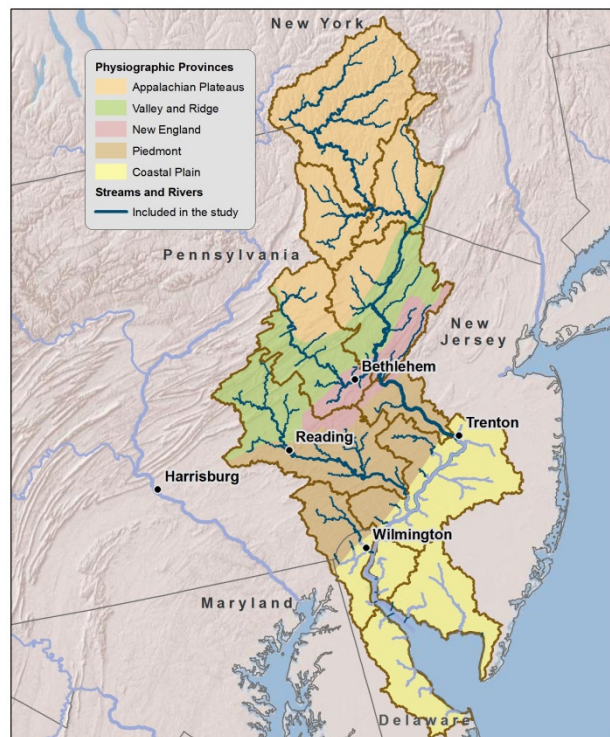 New York
Physiographic Provinces
Appalachian Plateaus
Valley and Ridge
New England
Piedmont
Coastal Plain
Streams and Rivers
Included in the study
Pennsylvania
New
Jersey
Bethlehem
Trenton
Reading
Harrisburg
Wilmington
Maryland
Delaware